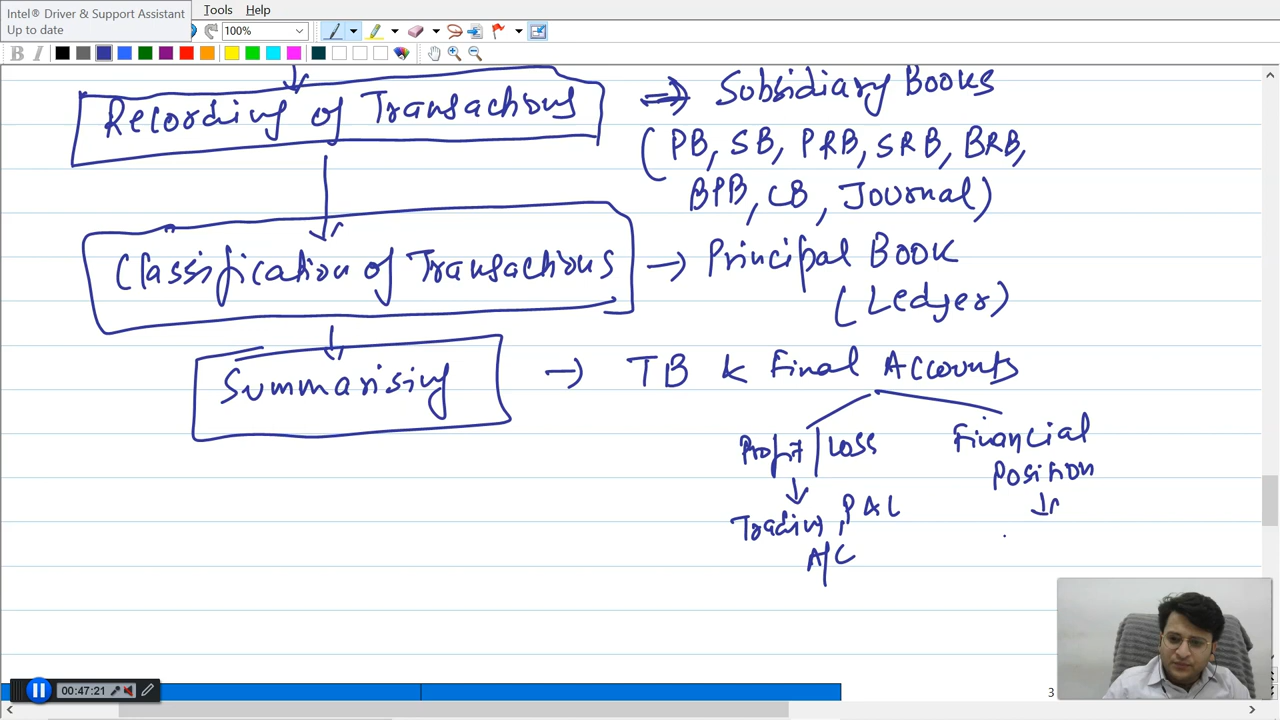 Intel® Driver & Support Assistant
Up to date
Tools Help
100%
B I
Recording of Transactions => Subsidiary Books
(PB, SB, PRB, SRB, BRB,
BPB, CB, Journal)
Classification of Transactions -> Principal Book
(Ledger)
Summarising -> TB & Final Accounts
Profit/Loss
Financial
Position
Trading, P&L
A/C
00:47:21
3